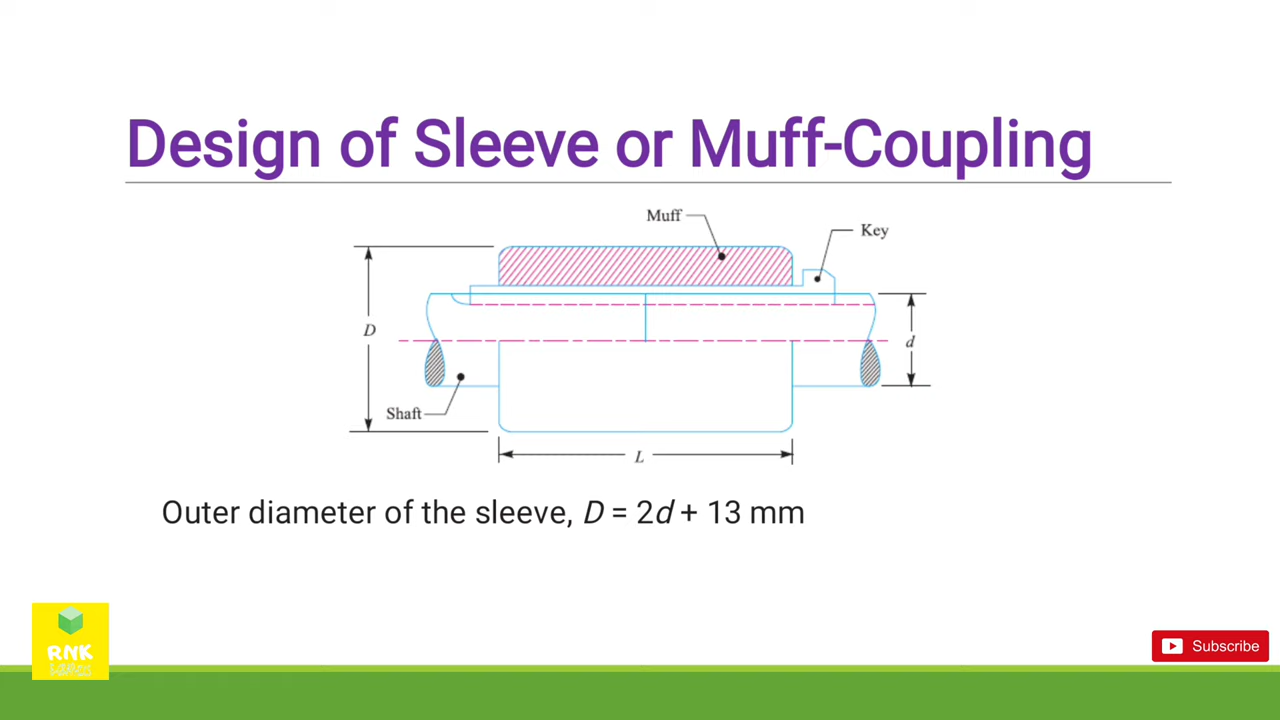 Design of Sleeve or Muff-Coupling
Muff
Key
D
d
Shaft
L
Outer diameter of the sleeve, D = 2d + 13 mm
RNK
Subscribe